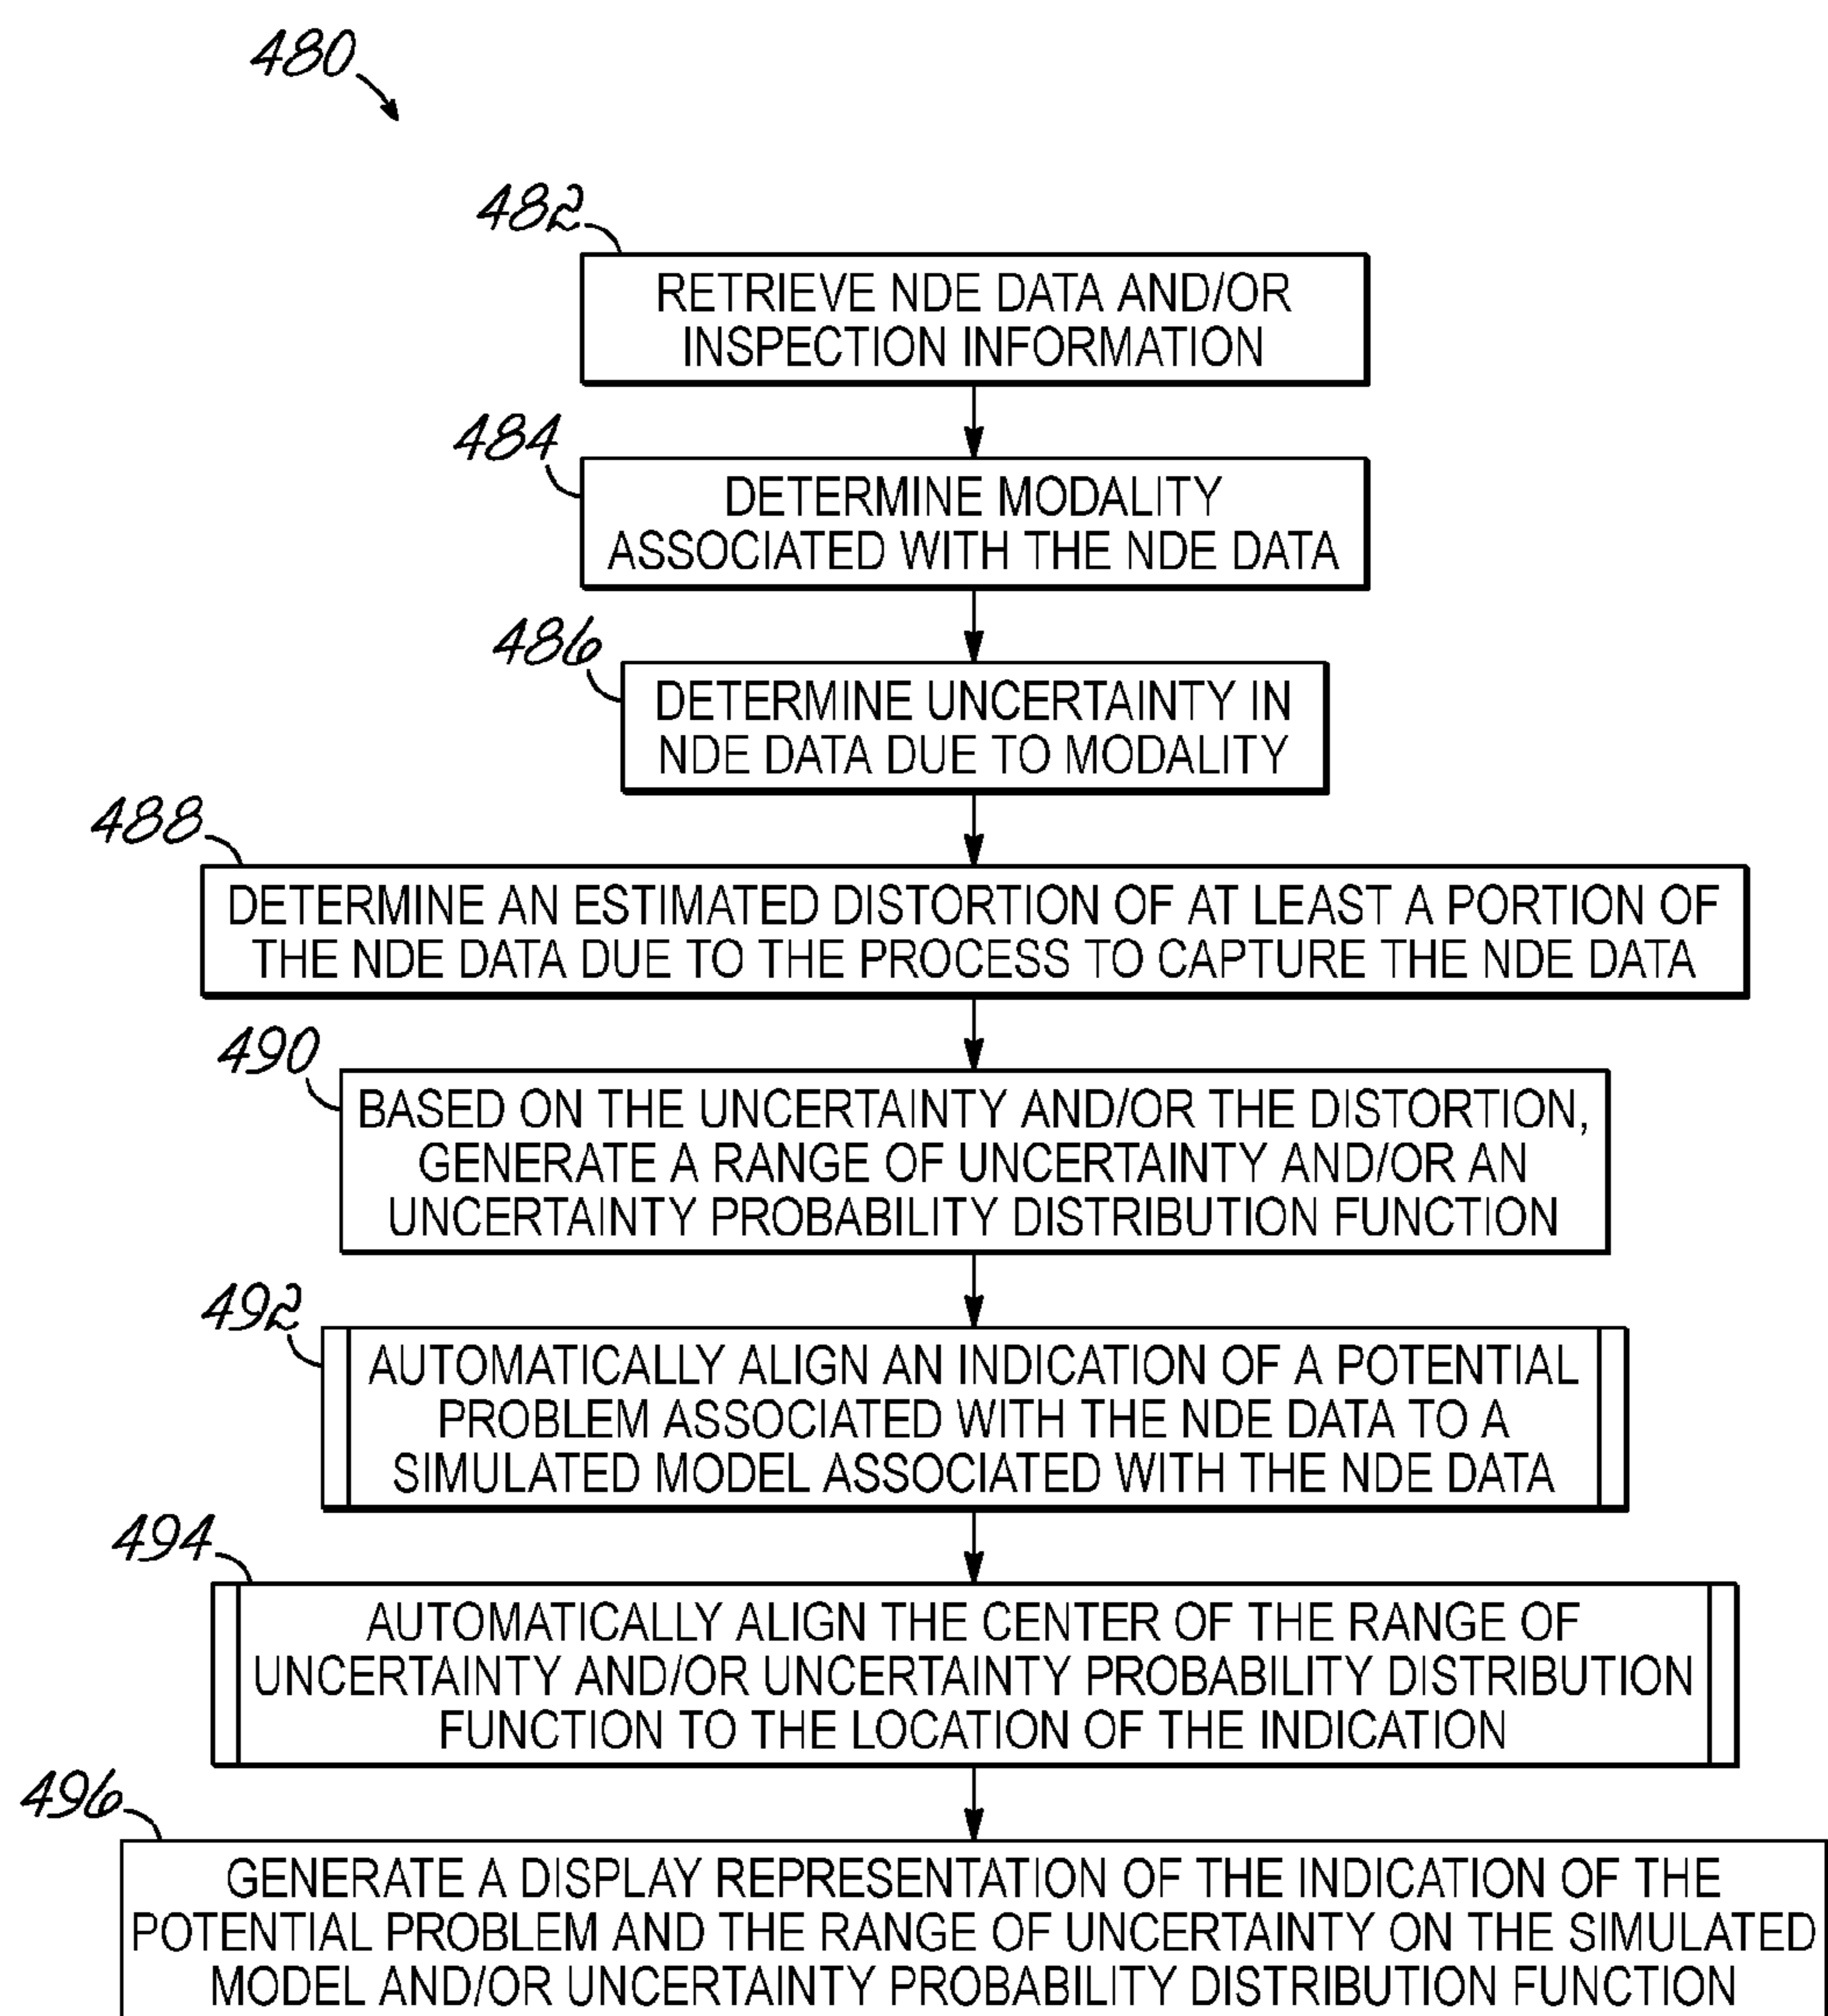 480
482
RETRIEVE NDE DATA AND/OR
INSPECTION INFORMATION
484
DETERMINE MODALITY
ASSOCIATED WITH THE NDE DATA
486
DETERMINE UNCERTAINTY IN
NDE DATA DUE TO MODALITY
488
DETERMINE AN ESTIMATED DISTORTION OF AT LEAST A PORTION OF
THE NDE DATA DUE TO THE PROCESS TO CAPTURE THE NDE DATA
490
BASED ON THE UNCERTAINTY AND/OR THE DISTORTION,
GENERATE A RANGE OF UNCERTAINTY AND/OR AN
UNCERTAINTY PROBABILITY DISTRIBUTION FUNCTION
492
AUTOMATICALLY ALIGN AN INDICATION OF A POTENTIAL
PROBLEM ASSOCIATED WITH THE NDE DATA TO A
SIMULATED MODEL ASSOCIATED WITH THE NDE DATA
494
AUTOMATICALLY ALIGN THE CENTER OF THE RANGE OF
UNCERTAINTY AND/OR UNCERTAINTY PROBABILITY DISTRIBUTION
FUNCTION TO THE LOCATION OF THE INDICATION
496
GENERATE A DISPLAY REPRESENTATION OF THE INDICATION OF THE
POTENTIAL PROBLEM AND THE RANGE OF UNCERTAINTY ON THE SIMULATED
MODEL AND/OR UNCERTAINTY PROBABILITY DISTRIBUTION FUNCTION